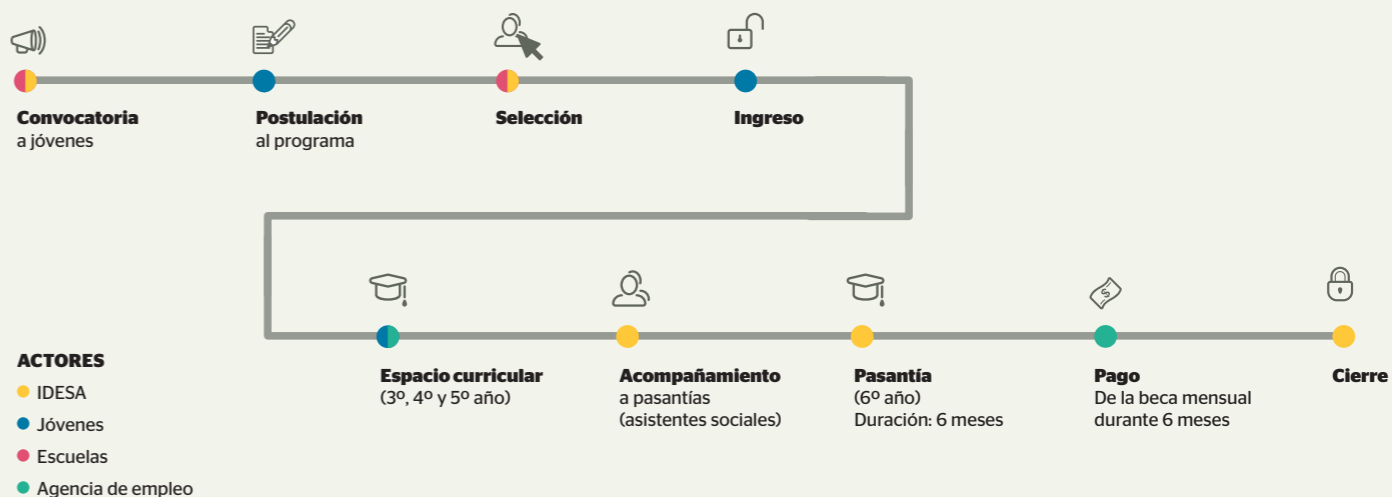 Convocatoria
a jóvenes
Postulación
al programa
Selección
Ingreso
Espacio curricular
(3º, 4º y 5º año)
Acompañamiento
a pasantías
(asistentes sociales)
Pasantía
(6º año)
Duración: 6 meses
Pago
De la beca mensual
durante 6 meses
Cierre
ACTORES
IDESA
Jóvenes
Escuelas
Agencia de empleo